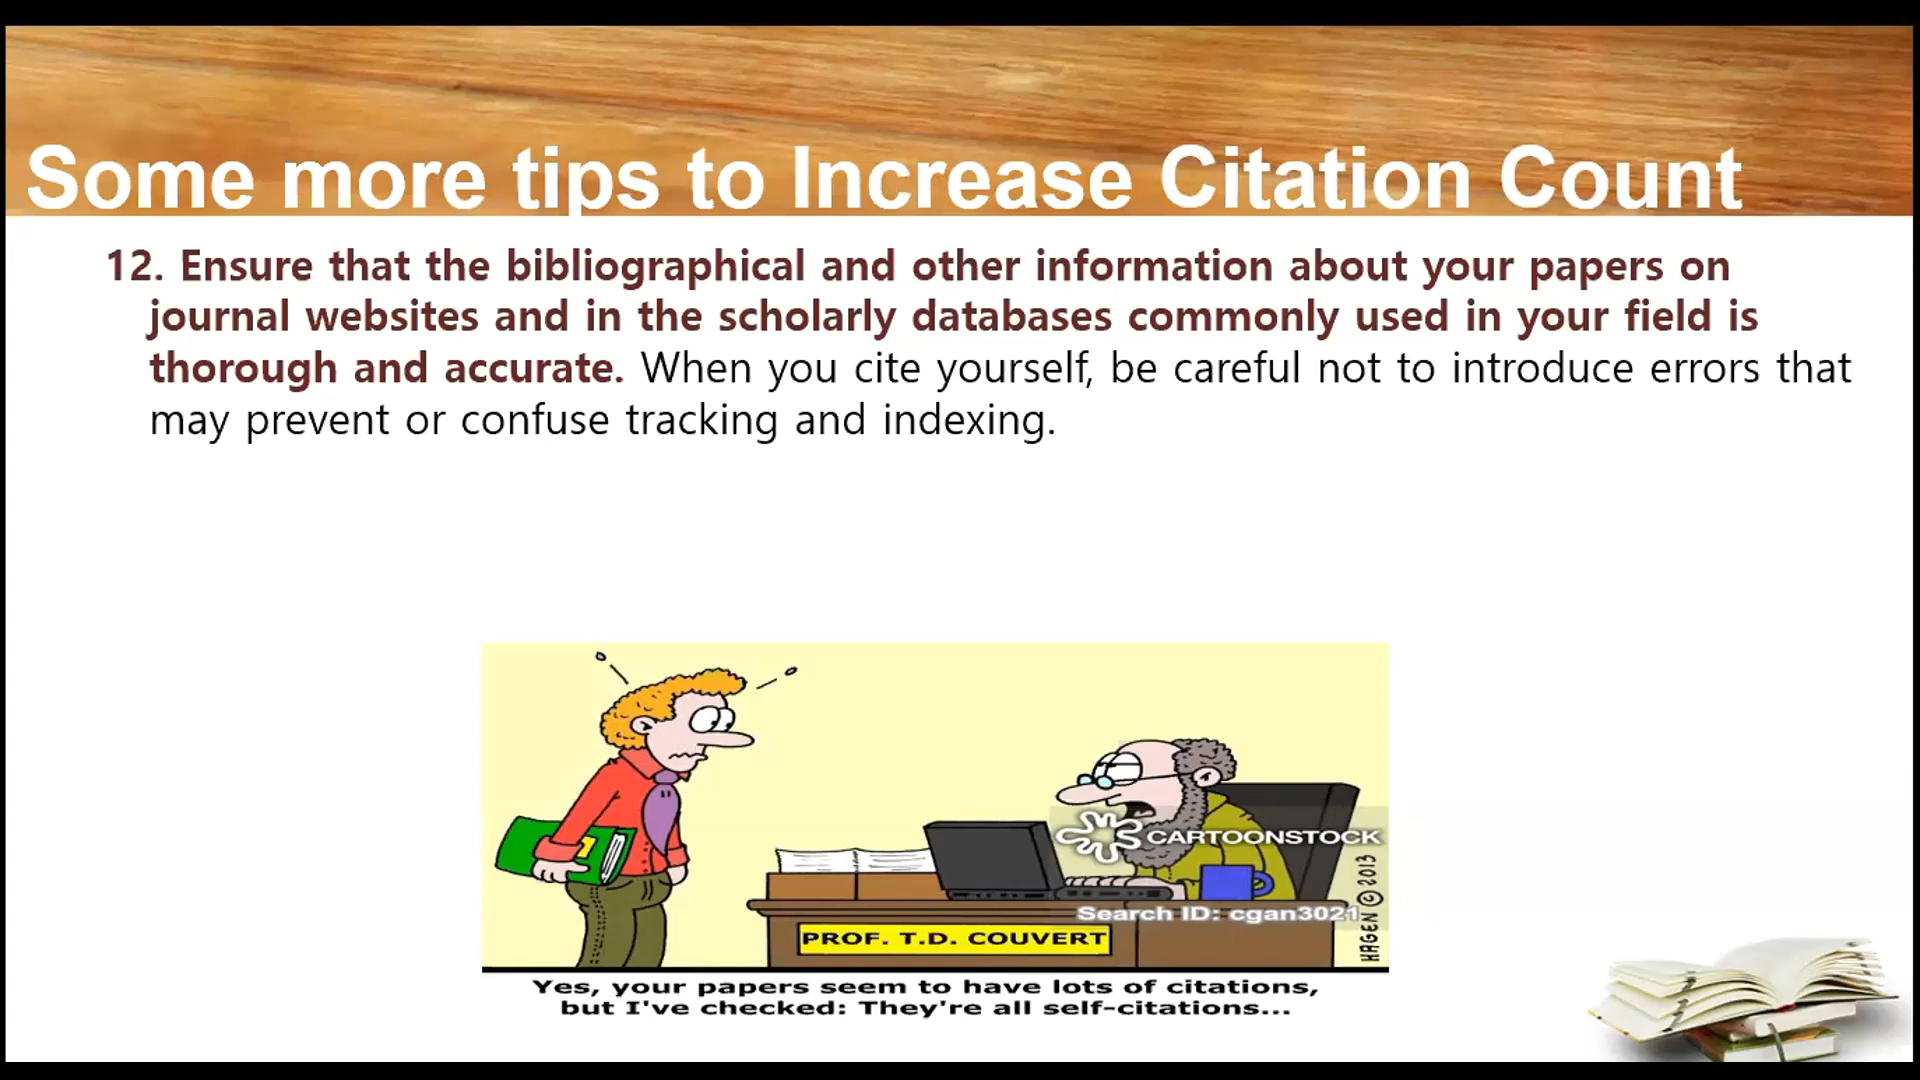 Some more tips to Increase Citation Count
12. Ensure that the bibliographical and other information about your papers on
journal websites and in the scholarly databases commonly used in your field is
thorough and accurate. When you cite yourself, be careful not to introduce errors that
may prevent or confuse tracking and indexing.
CARTOONSTOCK
Search ID: cgan3021
HAGEN © 2013
PROF. T.D. COUVERT
Yes, your papers seem to have lots of citations,
but I've checked: They're all self-citations...